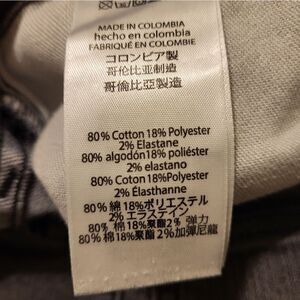 MADE IN COLOMBIA
hecho en colombia
FABRIQUÉ EN COLOMBIE
コロンビア製
哥伦比亚制造
哥倫比亞製造
80% Cotton 18% Polyester
2% Elastane
80% algodón 18% poliéster
2% elastano
80% Coton 18% Polyester
2% Élasthanne
80% 綿 18% ポリエステル
2% エラステイン
80% 棉 18% 聚酯 2% 弹力
80% 棉 18% 聚酯 2% 加彈尼龍